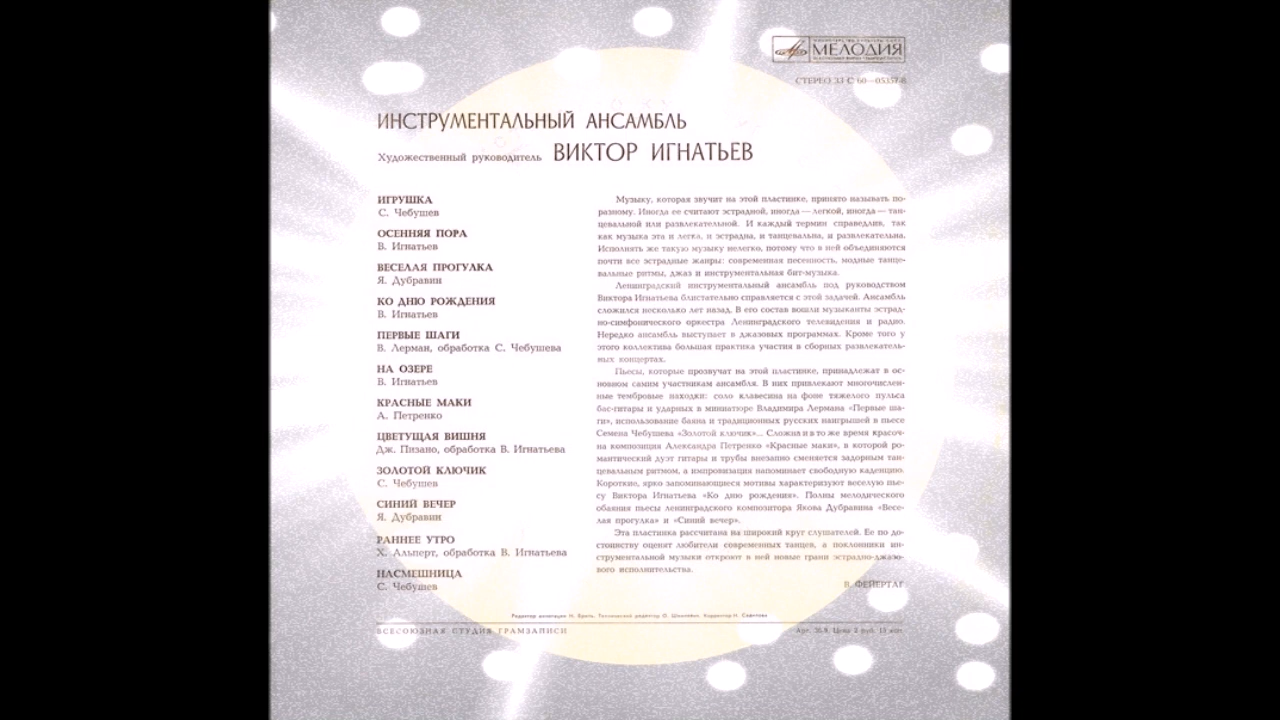 МЕЛОДИЯ
СТЕРЕО 33 С 60—05357-8
ИНСТРУМЕНТАЛЬНЫЙ АНСАМБЛЬ
Художественный руководитель ВИКТОР ИГНАТЬЕВ
ИГРУШКА
С. Чебушев
ОСЕННЯЯ ПОРА
В. Игнатьев
ВЕСЕЛАЯ ПРОГУЛКА
Я. Дубравин
КО ДНЮ РОЖДЕНИЯ
В. Игнатьев
ПЕРВЫЕ ШАГИ
В. Лерман, обработка С. Чебушева
НА ОЗЕРЕ
В. Игнатьев
КРАСНЫЕ МАКИ
А. Петренко
ЦВЕТУЩАЯ ВИШНЯ
Дж. Пизано, обработка В. Игнатьева
ЗОЛОТОЙ КЛЮЧИК
С. Чебушев
СИНИЙ ВЕЧЕР
Я. Дубравин
РАННЕЕ УТРО
Х. Альперт, обработка В. Игнатьева
НАСМЕШНИЦА
С. Чебушев
Музыку, которая звучит на этой пластинке, принято называть по-
разному. Иногда ее считают эстрадной, иногда — легкой, иногда — тан-
цевальной или развлекательной. И каждый термин справедлив, так
как музыка эта и легка, и эстрадна, и танцевальна, и развлекательна.
Исполнять же такую музыку нелегко, потому что в ней объединяются
почти все эстрадные жанры: современная песенность, модные танце-
вальные ритмы, джаз и инструментальная бит-музыка.
Ленинградский инструментальный ансамбль под руководством
Виктора Игнатьева блистательно справляется с этой задачей. Ансамбль
сложился несколько лет назад. В его состав вошли музыканты эстрад-
но-симфонического оркестра Ленинградского телевидения и радио.
Нередко ансамбль выступает в джазовых программах. Кроме того у
этого коллектива большая практика участия в сборных развлекатель-
ных концертах.
Пьесы, которые прозвучат на этой пластинке, принадлежат в ос-
новном самим участникам ансамбля. В них привлекают многочислен-
ные тембровые находки: соло клавесина на фоне тяжелого пульса
бас-гитары и ударных в миниатюре Владимира Лермана «Первые ша-
ги», использование баяна и традиционных русских наигрышей в пьесе
Семена Чебушева «Золотой ключик»... Сложна и в то же время красоч-
на композиция Александра Петренко «Красные маки», в которой ро-
мантический дуэт гитары и трубы внезапно сменяется задорным тан-
цевальным ритмом, а импровизация напоминает свободную каденцию.
Короткие, ярко запоминающиеся мотивы характеризуют веселую пье-
су Виктора Игнатьева «Ко дню рождения». Полны мелодического
обаяния пьесы ленинградского композитора Якова Дубравина «Весе-
лая прогулка» и «Синий вечер».
Эта пластинка рассчитана на широкий круг слушателей. Ее по до-
стоинству оценят любители современных танцев, а поклонники ин-
струментальной музыки откроют в ней новые грани эстрадно-джазо-
вого исполнительства.
В. ФЕЙЕРТАГ
Редактор аннотации Н. Бриль. Технический редактор О. Корректор Н.
ВСЕСОЮЗНАЯ СТУДИЯ ГРАМЗАПИСИ
Арт. 36-8. Цена 2 руб. 15 коп.